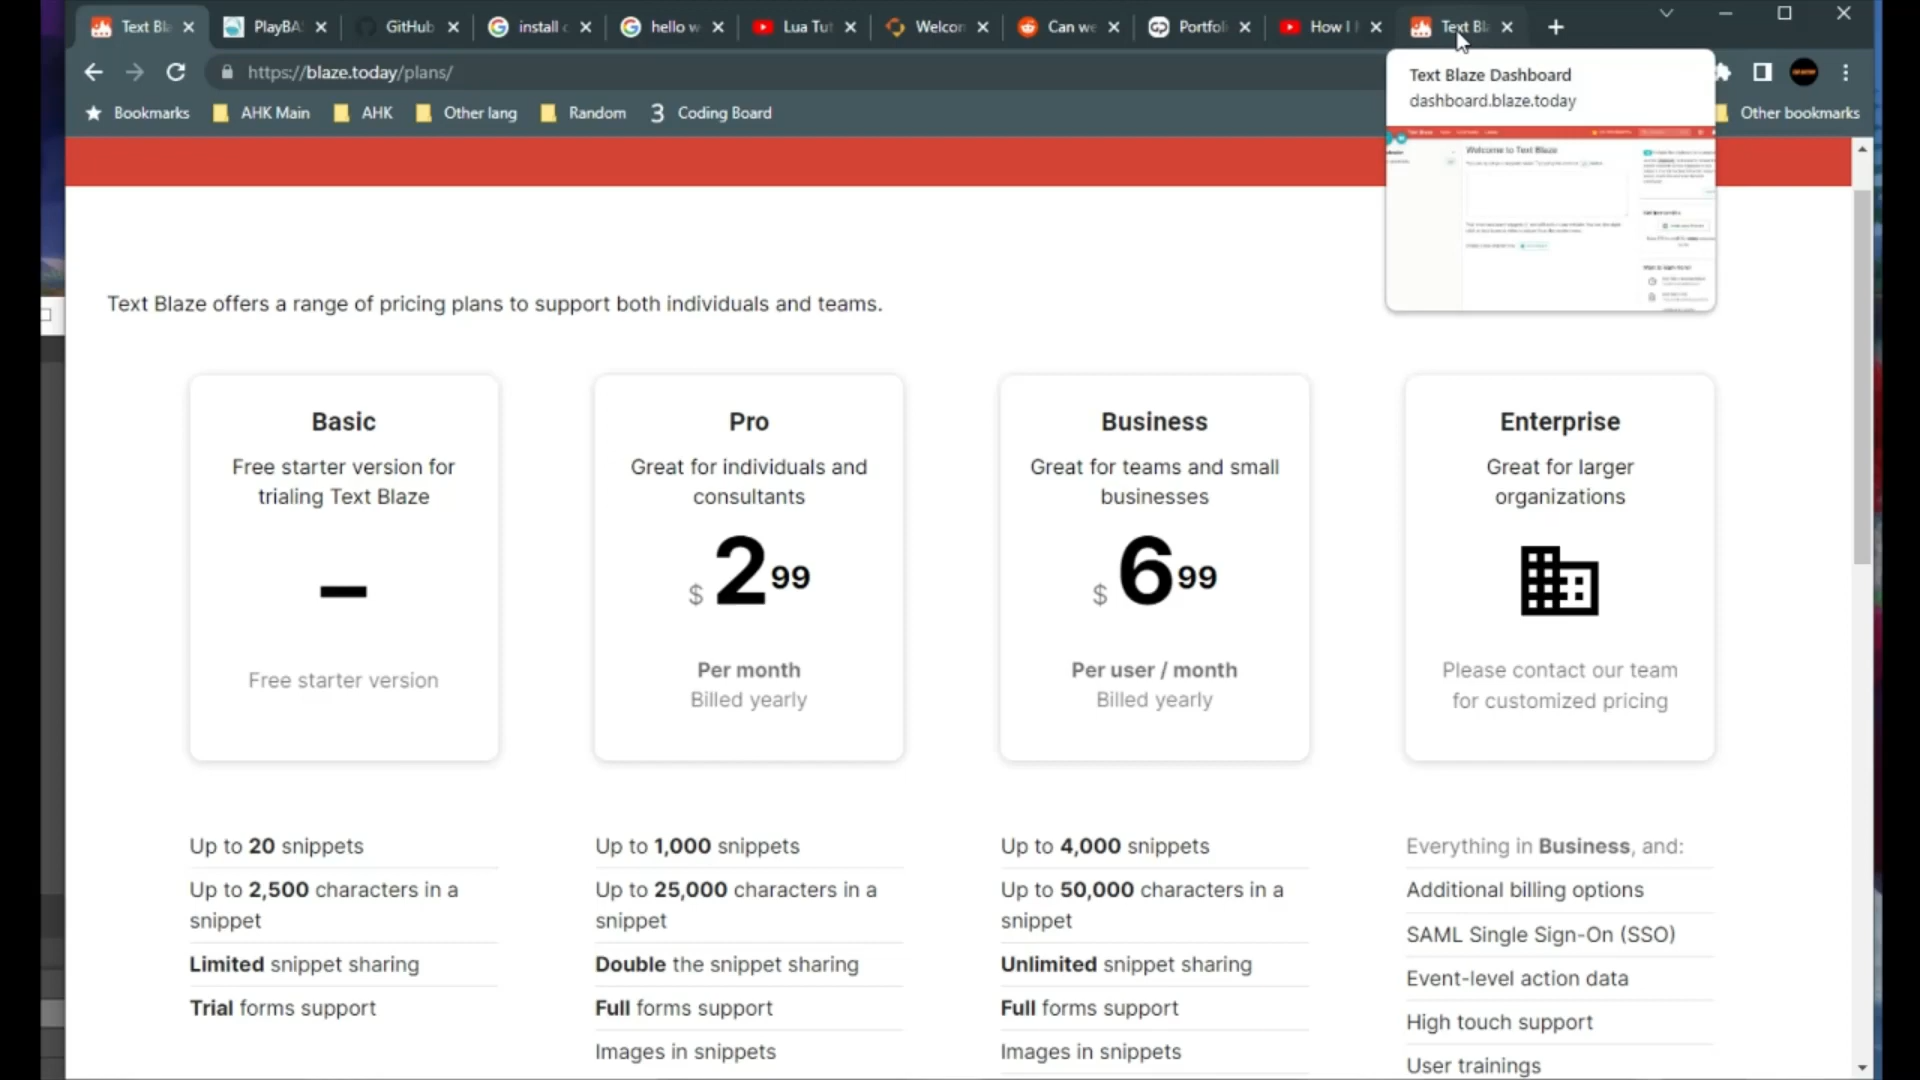 Text Bla
PlayBA
GitHub
install c
hello w
Lua Tut
Welcon
Can we
Portfoli
How I
Text Bla
https://blaze.today/plans/
Text Blaze Dashboard
dashboard.blaze.today
Bookmarks
AHK Main
AHK
Other lang
Random
3 Coding Board
Other bookmarks
Welcome to Text Blaze
Text Blaze offers a range of pricing plans to support both individuals and teams.
Basic
Free starter version for
trialing Text Blaze
–
Free starter version
Up to 20 snippets
Up to 2,500 characters in a
snippet
Limited snippet sharing
Trial forms support
Pro
Great for individuals and
consultants
$ 2 99
Per month
Billed yearly
Up to 1,000 snippets
Up to 25,000 characters in a
snippet
Double the snippet sharing
Full forms support
Images in snippets
Business
Great for teams and small
businesses
$ 6 99
Per user / month
Billed yearly
Up to 4,000 snippets
Up to 50,000 characters in a
snippet
Unlimited snippet sharing
Full forms support
Images in snippets
Enterprise
Great for larger
organizations
Please contact our team
for customized pricing
Everything in Business, and:
Additional billing options
SAML Single Sign-On (SSO)
Event-level action data
High touch support
User trainings